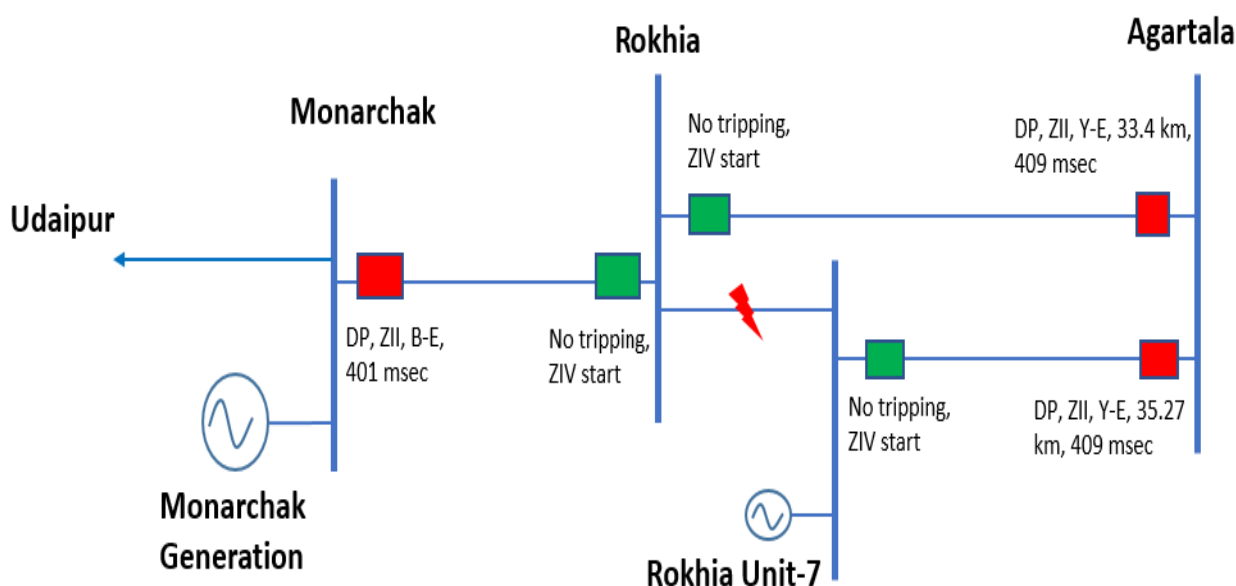 Rokhia
Agartala
Monarchak
No tripping,
ZIV start
DP, ZII, Y-E, 33.4 km,
409 msec
Udaipur
DP, ZII, B-E,
401 msec
No tripping,
ZIV start
No tripping,
ZIV start
DP, ZII, Y-E, 35.27
km, 409 msec
Monarchak
Generation
Rokhia Unit-7